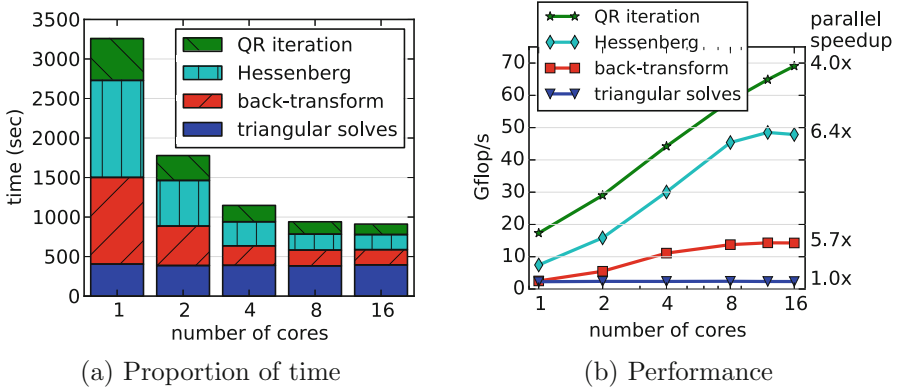 3500
3000
2500
2000
1500
1000
500
0
time (sec)
QR iteration
Hessenberg
back-transform
triangular solves
1 2 4 8 16
number of cores
(a) Proportion of time
70
60
50
40
30
20
10
0
Gflop/s
QR iteration
Hessenberg
back-transform
triangular solves
parallel
speedup
4.0x
6.4x
5.7x
1.0x
1 2 4 8 16
number of cores
(b) Performance